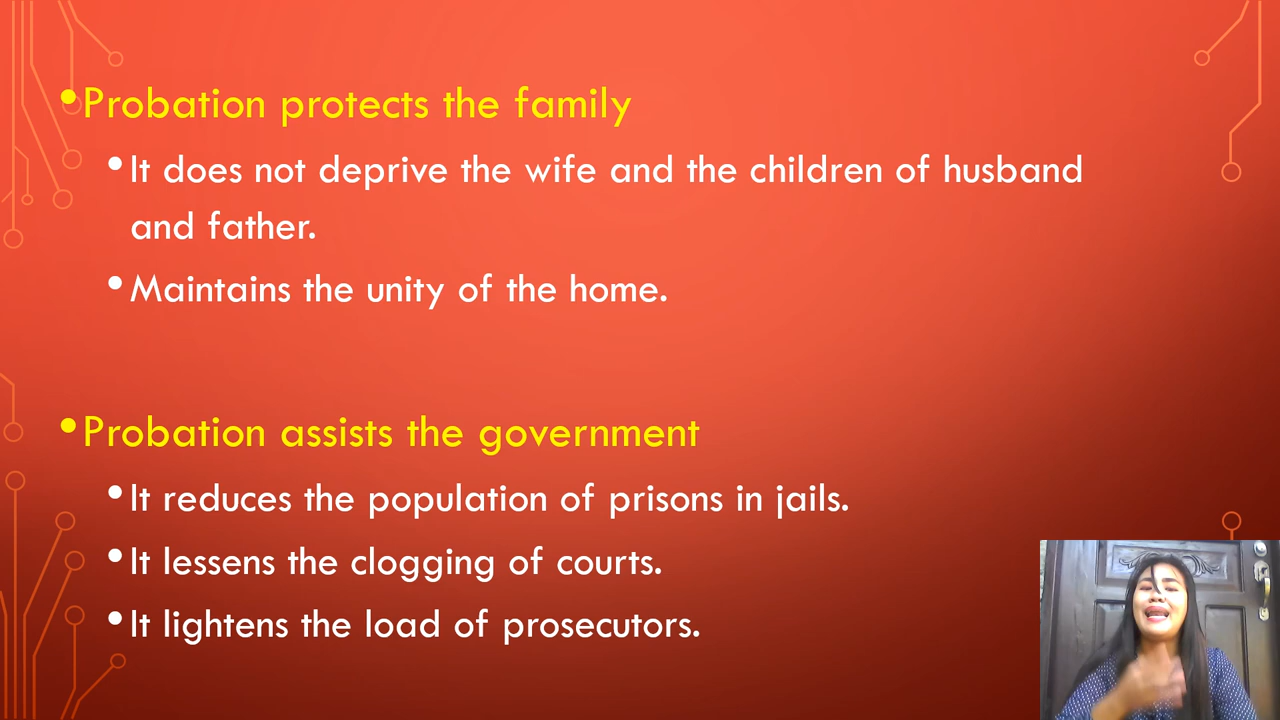 •Probation protects the family
•It does not deprive the wife and the children of husband
and father.
•Maintains the unity of the home.
•Probation assists the government
•It reduces the population of prisons in jails.
•It lessens the clogging of courts.
•It lightens the load of prosecutors.